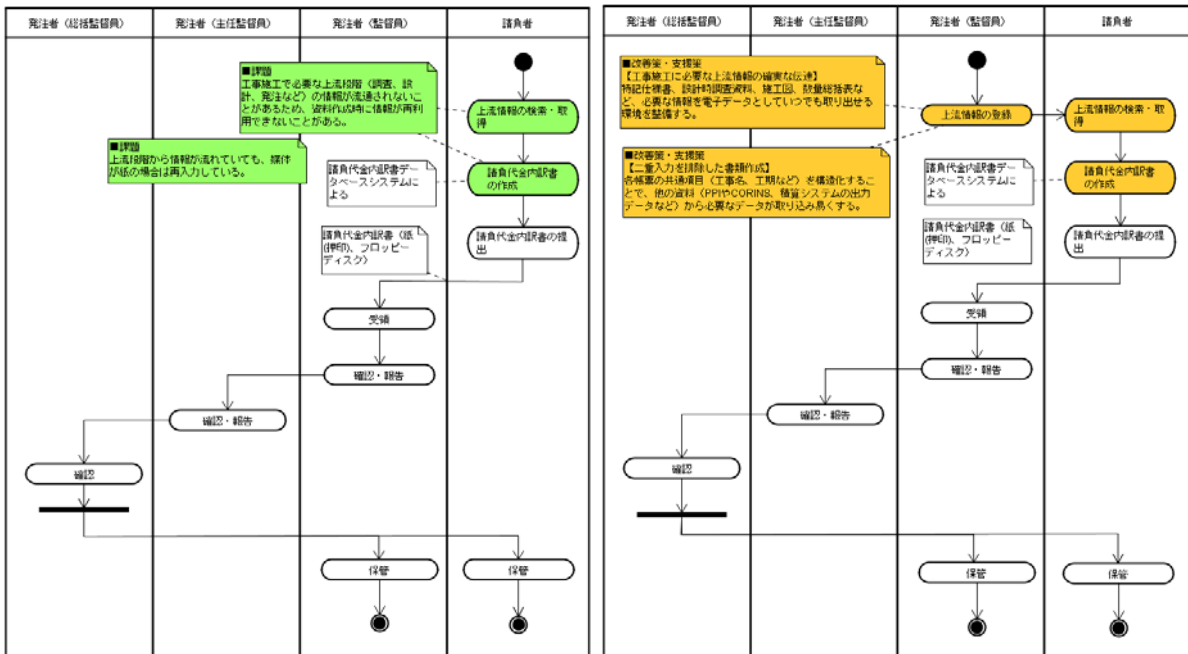 発注者（総括監督員）
発注者（主任監督員）
発注者（監督員）
請負者
■課題
工事施工で必要な上流段階（調査、設
計、発注など）の情報が流通されないこ
とがあるため、資料作成時に情報が再利
用できないことがある。
上流情報の検索・取
得
■課題
上流段階から情報が流れていても、媒体
が紙の場合は再入力している。
請負代金内訳書デー
タベースシステムに
よる
請負代金内訳書
の作成
請負代金内訳書（紙
(押印)、フロッピー
ディスク）
請負代金内訳書の提
出
受領
確認・報告
確認・報告
確認
保管
保管
発注者（総括監督員）
発注者（主任監督員）
発注者（監督員）
請負者
■改善策・支援策
【工事施工に必要な上流情報の確実な伝達】
特記仕様書、設計時調査資料、施工図、数量総括表な
ど、必要な情報を電子データとしていつでも取り出せる
環境を整備する。
上流情報の登録
上流情報の検索・取
得
■改善策・支援策
【二重入力を排除した書類作成】
各帳票の共通項目（工事名、工期など）を構造化するこ
とで、他の資料（PPIやCORINS、積算システムの出力
データなど）から必要なデータが取り込み易くする。
請負代金内訳書デー
タベースシステムに
よる
請負代金内訳書
の作成
請負代金内訳書（紙
(押印)、フロッピー
ディスク）
請負代金内訳書の提
出
受領
確認・報告
確認・報告
確認
保管
保管